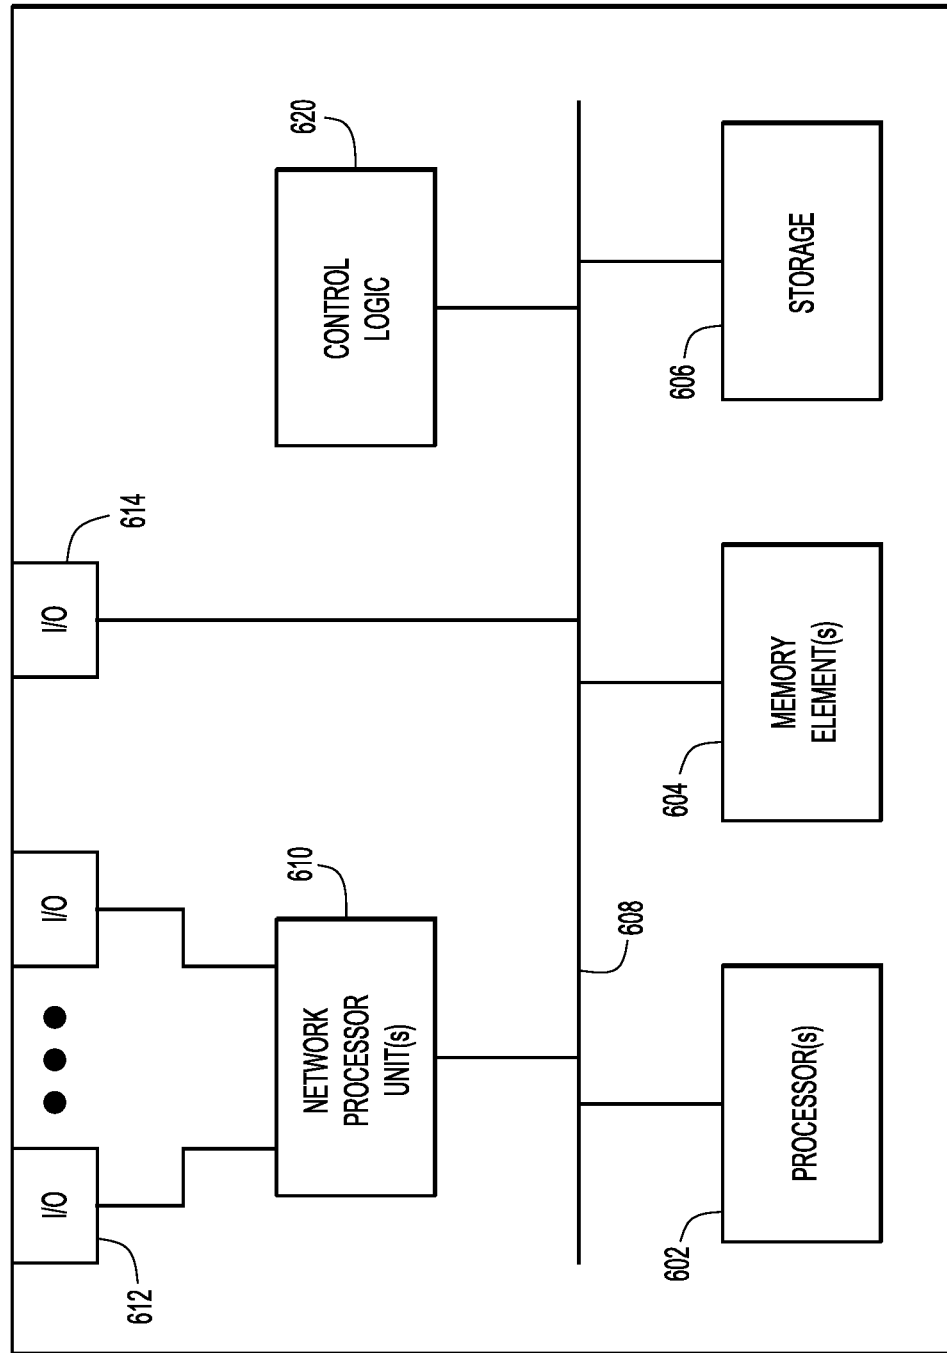 I/O
612
I/O
I/O
614
NETWORK
PROCESSOR
UNIT(s)
610
CONTROL
LOGIC
620
608
602
PROCESSOR(s)
604
MEMORY
ELEMENT(s)
606
STORAGE